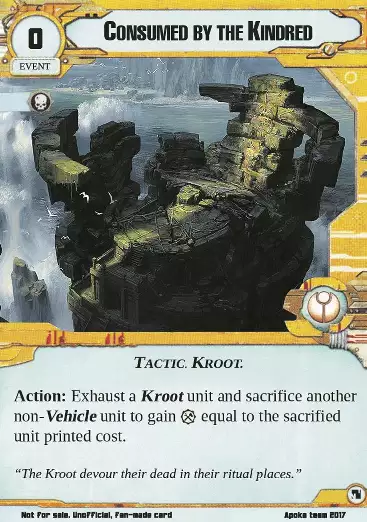 0
CONSUMED BY THE KINDRED
EVENT
TACTIC. KROOT.
Action: Exhaust a Kroot unit and sacrifice another
non-Vehicle unit to gain equal to the sacrified
unit printed cost.
“The Kroot devour their dead in their ritual places.”
Not for sale. Unofficial, Fan-made card
Apoka team 2017